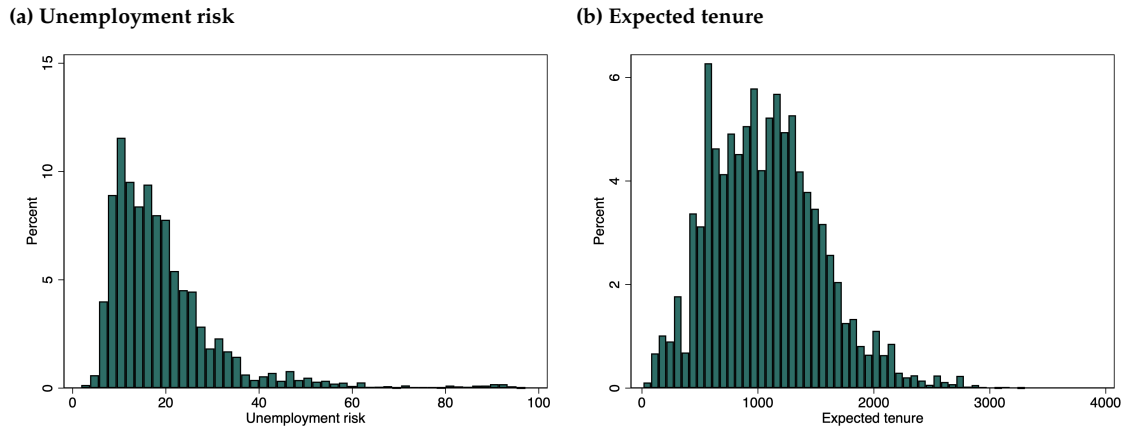 (a) Unemployment risk
15
10
5
0
Percent
0 20 40 60 80 100
Unemployment risk
(b) Expected tenure
6
4
2
0
Percent
0 1000 2000 3000 4000
Expected tenure